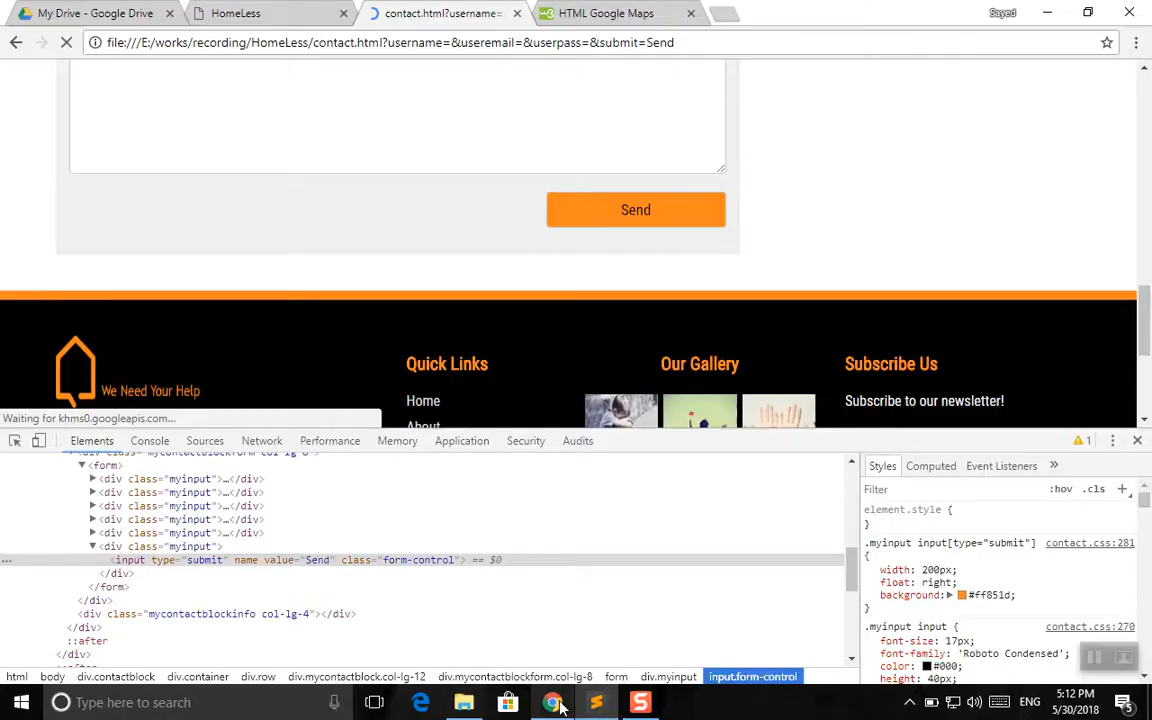 My Drive - Google Drive
HomeLess
contact.html?username=
HTML Google Maps
Sayed
file:///E:/works/recording/HomeLess/contact.html?username=&useremail=&userpass=&submit=Send
Send
We Need Your Help
Quick Links
Our Gallery
Subscribe Us
Home
Subscribe to our newsletter!
About
Waiting for khms0.googleapis.com...
Elements Console Sources Network Performance Memory Application Security Audits
1
<form>
<div class="myinput">…</div>
<div class="myinput">…</div>
<div class="myinput">…</div>
<div class="myinput">…</div>
<div class="myinput">…</div>
<div class="myinput">
<input type="submit" name value="Send" class="form-control"> == $0
</div>
</form>
</div>
<div class="mycontactblockinfo col-lg-4"></div>
</div>
::after
</div>
Styles Computed Event Listeners
Filter :hov .cls
element.style {
}
.myinput input[type="submit"] contact.css:281
{
width: 200px;
float: right;
background: #ff851d;
}
.myinput input { contact.css:270
font-size: 17px;
font-family: 'Roboto Condensed';
color: #000;
height: 40px;
html body div.contactblock div.container div.row div.mycontactblock.col-lg-12 div.mycontactblockform.col-lg-8 form div.myinput input.form-control
Type here to search
ENG
5:12 PM
5/30/2018
5